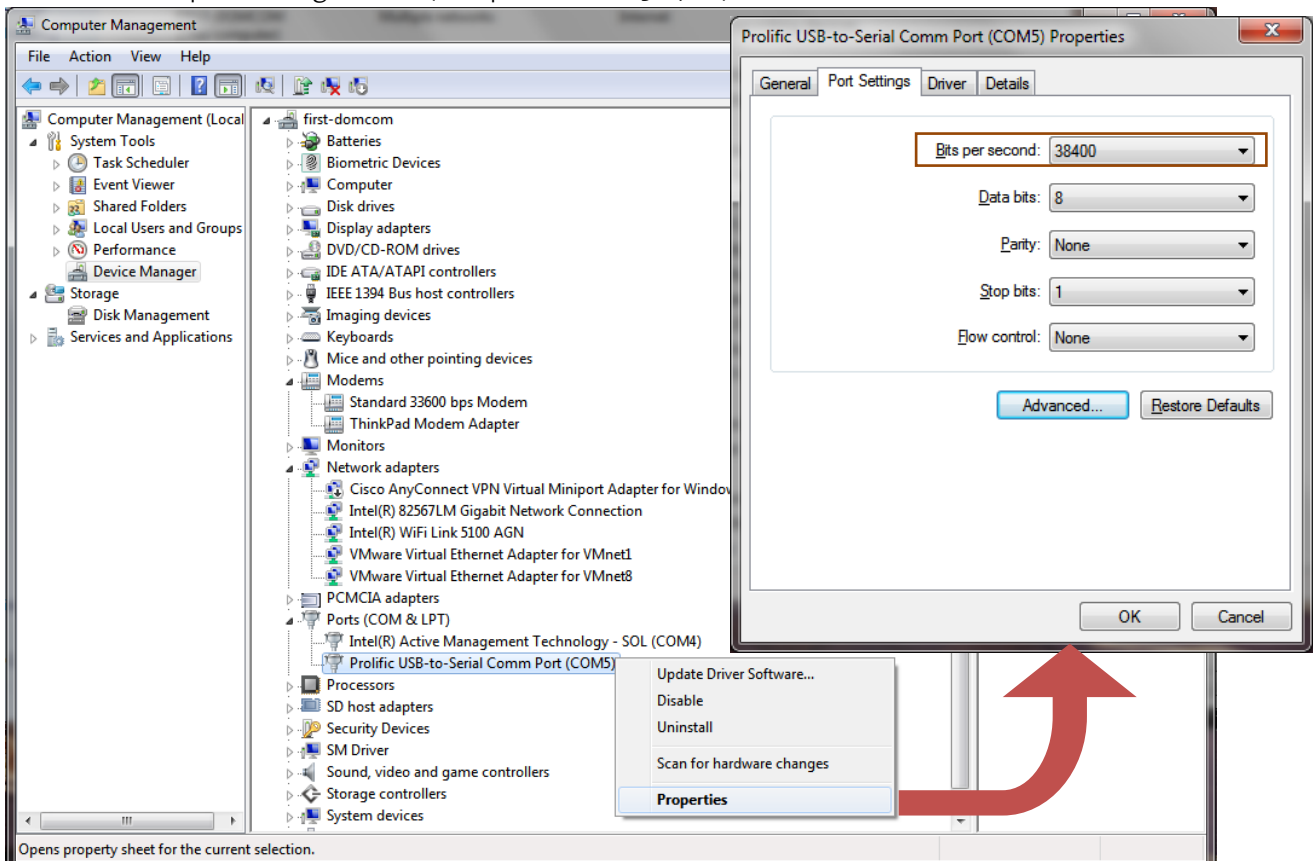 Computer Management
File Action View Help
Computer Management (Local
System Tools
Task Scheduler
Event Viewer
Shared Folders
Local Users and Groups
Performance
Device Manager
Storage
Disk Management
Services and Applications
first-domcom
Batteries
Biometric Devices
Computer
Disk drives
Display adapters
DVD/CD-ROM drives
IDE ATA/ATAPI controllers
IEEE 1394 Bus host controllers
Imaging devices
Keyboards
Mice and other pointing devices
Modems
Standard 33600 bps Modem
ThinkPad Modem Adapter
Monitors
Network adapters
Cisco AnyConnect VPN Virtual Miniport Adapter for Window
Intel(R) 82567LM Gigabit Network Connection
Intel(R) WiFi Link 5100 AGN
VMware Virtual Ethernet Adapter for VMnet1
VMware Virtual Ethernet Adapter for VMnet8
PCMCIA adapters
Ports (COM & LPT)
Intel(R) Active Management Technology - SOL (COM4)
Prolific USB-to-Serial Comm Port (COM5)
Processors
SD host adapters
Security Devices
SM Driver
Sound, video and game controllers
Storage controllers
System devices
Update Driver Software...
Disable
Uninstall
Scan for hardware changes
Properties
Prolific USB-to-Serial Comm Port (COM5) Properties
General Port Settings Driver Details
Bits per second: 38400
Data bits: 8
Parity: None
Stop bits: 1
Flow control: None
Advanced... Restore Defaults
OK Cancel
Opens property sheet for the current selection.